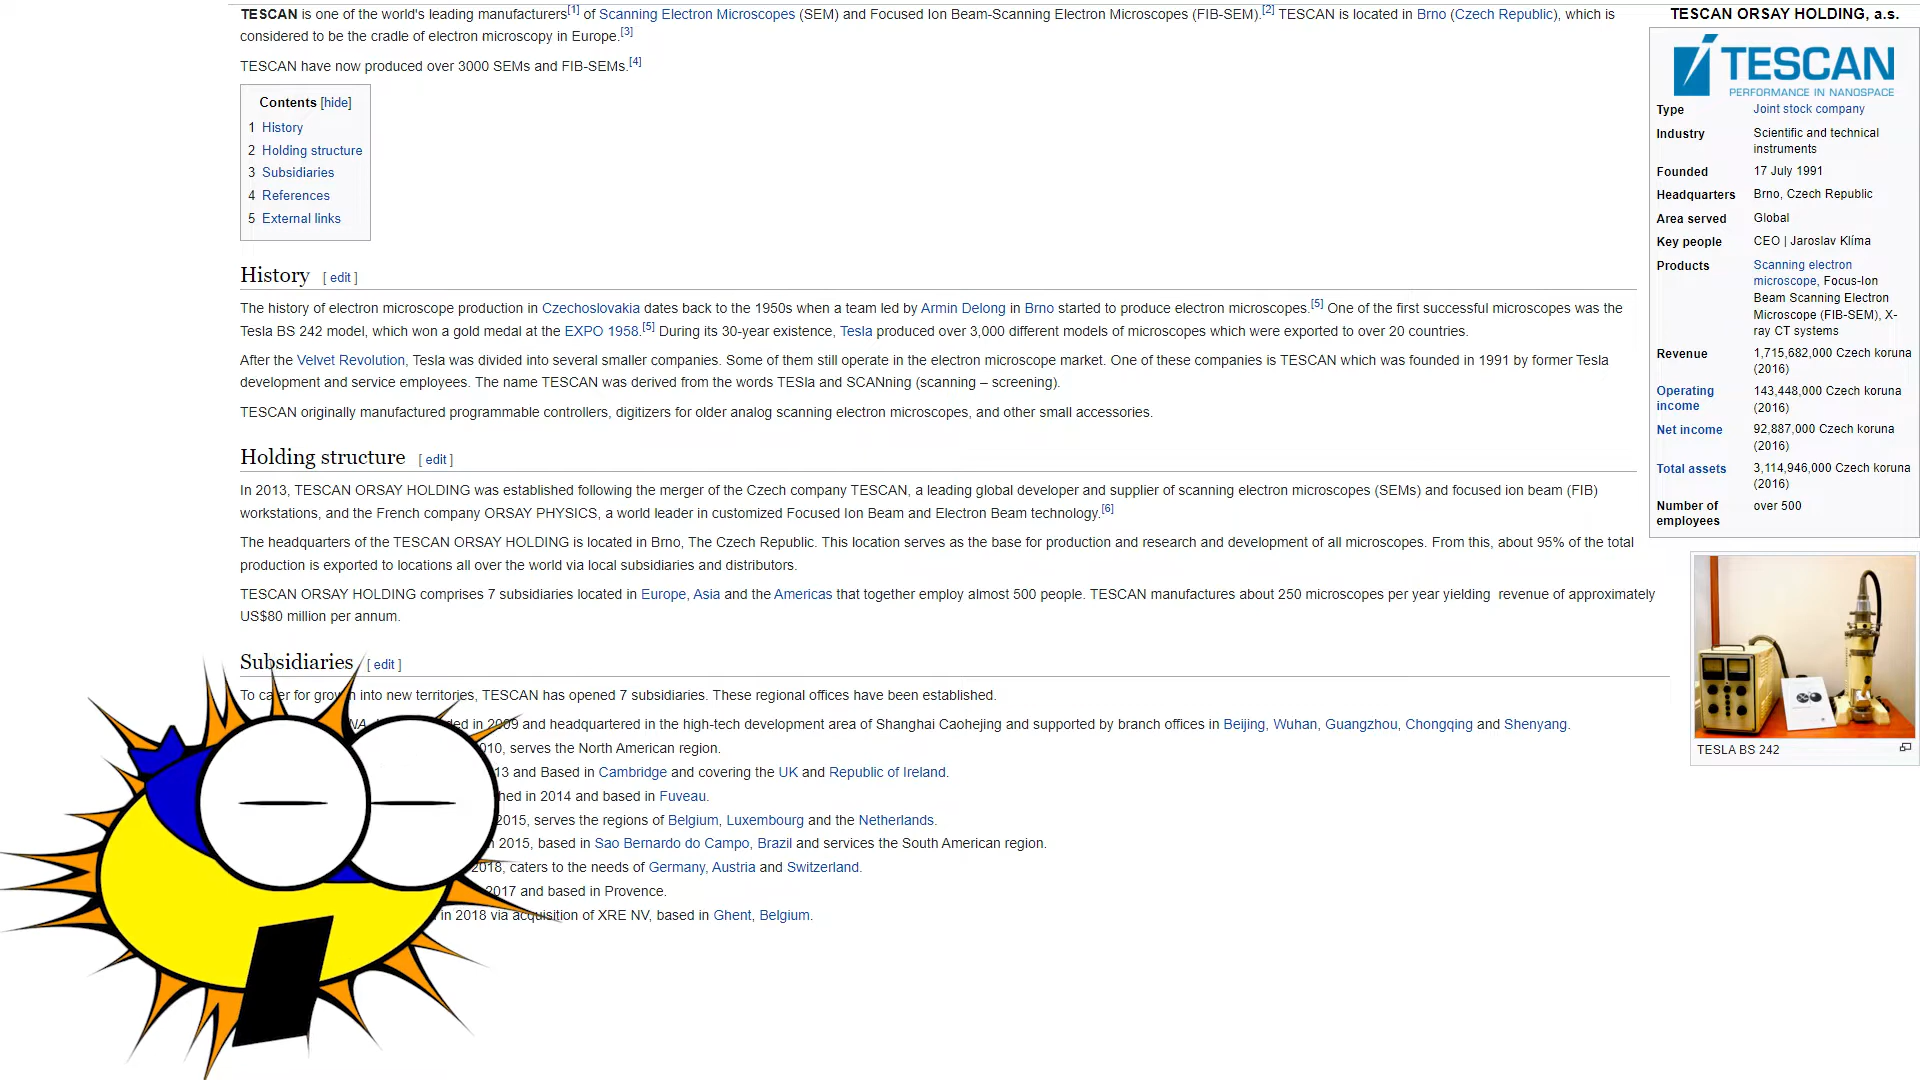 TESCAN is one of the world's leading manufacturers[1] of Scanning Electron Microscopes (SEM) and Focused Ion Beam-Scanning Electron Microscopes (FIB-SEM).[2] TESCAN is located in Brno (Czech Republic), which is
considered to be the cradle of electron microscopy in Europe.[3]
TESCAN have now produced over 3000 SEMs and FIB-SEMs.[4]
Contents [hide]
1 History
2 Holding structure
3 Subsidiaries
4 References
5 External links
History [ edit ]
The history of electron microscope production in Czechoslovakia dates back to the 1950s when a team led by Armin Delong in Brno started to produce electron microscopes.[5] One of the first successful microscopes was the
Tesla BS 242 model, which won a gold medal at the EXPO 1958.[5] During its 30-year existence, Tesla produced over 3,000 different models of microscopes which were exported to over 20 countries.
After the Velvet Revolution, Tesla was divided into several smaller companies. Some of them still operate in the electron microscope market. One of these companies is TESCAN which was founded in 1991 by former Tesla
development and service employees. The name TESCAN was derived from the words TESla and SCANning (scanning – screening).
TESCAN originally manufactured programmable controllers, digitizers for older analog scanning electron microscopes, and other small accessories.
Holding structure [ edit ]
In 2013, TESCAN ORSAY HOLDING was established following the merger of the Czech company TESCAN, a leading global developer and supplier of scanning electron microscopes (SEMs) and focused ion beam (FIB)
workstations, and the French company ORSAY PHYSICS, a world leader in customized Focused Ion Beam and Electron Beam technology.[6]
The headquarters of the TESCAN ORSAY HOLDING is located in Brno, The Czech Republic. This location serves as the base for production and research and development of all microscopes. From this, about 95% of the total
production is exported to locations all over the world via local subsidiaries and distributors.
TESCAN ORSAY HOLDING comprises 7 subsidiaries located in Europe, Asia and the Americas that together employ almost 500 people. TESCAN manufactures about 250 microscopes per year yielding revenue of approximately
US$80 million per annum.
Subsidiaries [ edit ]
To cater for growth into new territories, TESCAN has opened 7 subsidiaries. These regional offices have been established.
in 2009 and headquartered in the high-tech development area of Shanghai Caohejing and supported by branch offices in Beijing, Wuhan, Guangzhou, Chongqing and Shenyang.
010, serves the North American region.
13 and Based in Cambridge and covering the UK and Republic of Ireland.
hed in 2014 and based in Fuveau.
2015, serves the regions of Belgium, Luxembourg and the Netherlands.
2015, based in Sao Bernardo do Campo, Brazil and services the South American region.
2018, caters to the needs of Germany, Austria and Switzerland.
2017 and based in Provence.
in 2018 via acquisition of XRE NV, based in Ghent, Belgium.
TESCAN ORSAY HOLDING, a.s.
TESCAN
PERFORMANCE IN NANOSPACE
Type Joint stock company
Industry Scientific and technical
instruments
Founded 17 July 1991
Headquarters Brno, Czech Republic
Area served Global
Key people CEO | Jaroslav Klíma
Products Scanning electron
microscope, Focus-Ion
Beam Scanning Electron
Microscope (FIB-SEM), X-
ray CT systems
Revenue 1,715,682,000 Czech koruna
(2016)
Operating income 143,448,000 Czech koruna
(2016)
Net income 92,887,000 Czech koruna
(2016)
Total assets 3,114,946,000 Czech koruna
(2016)
Number of employees over 500
TESLA BS 242